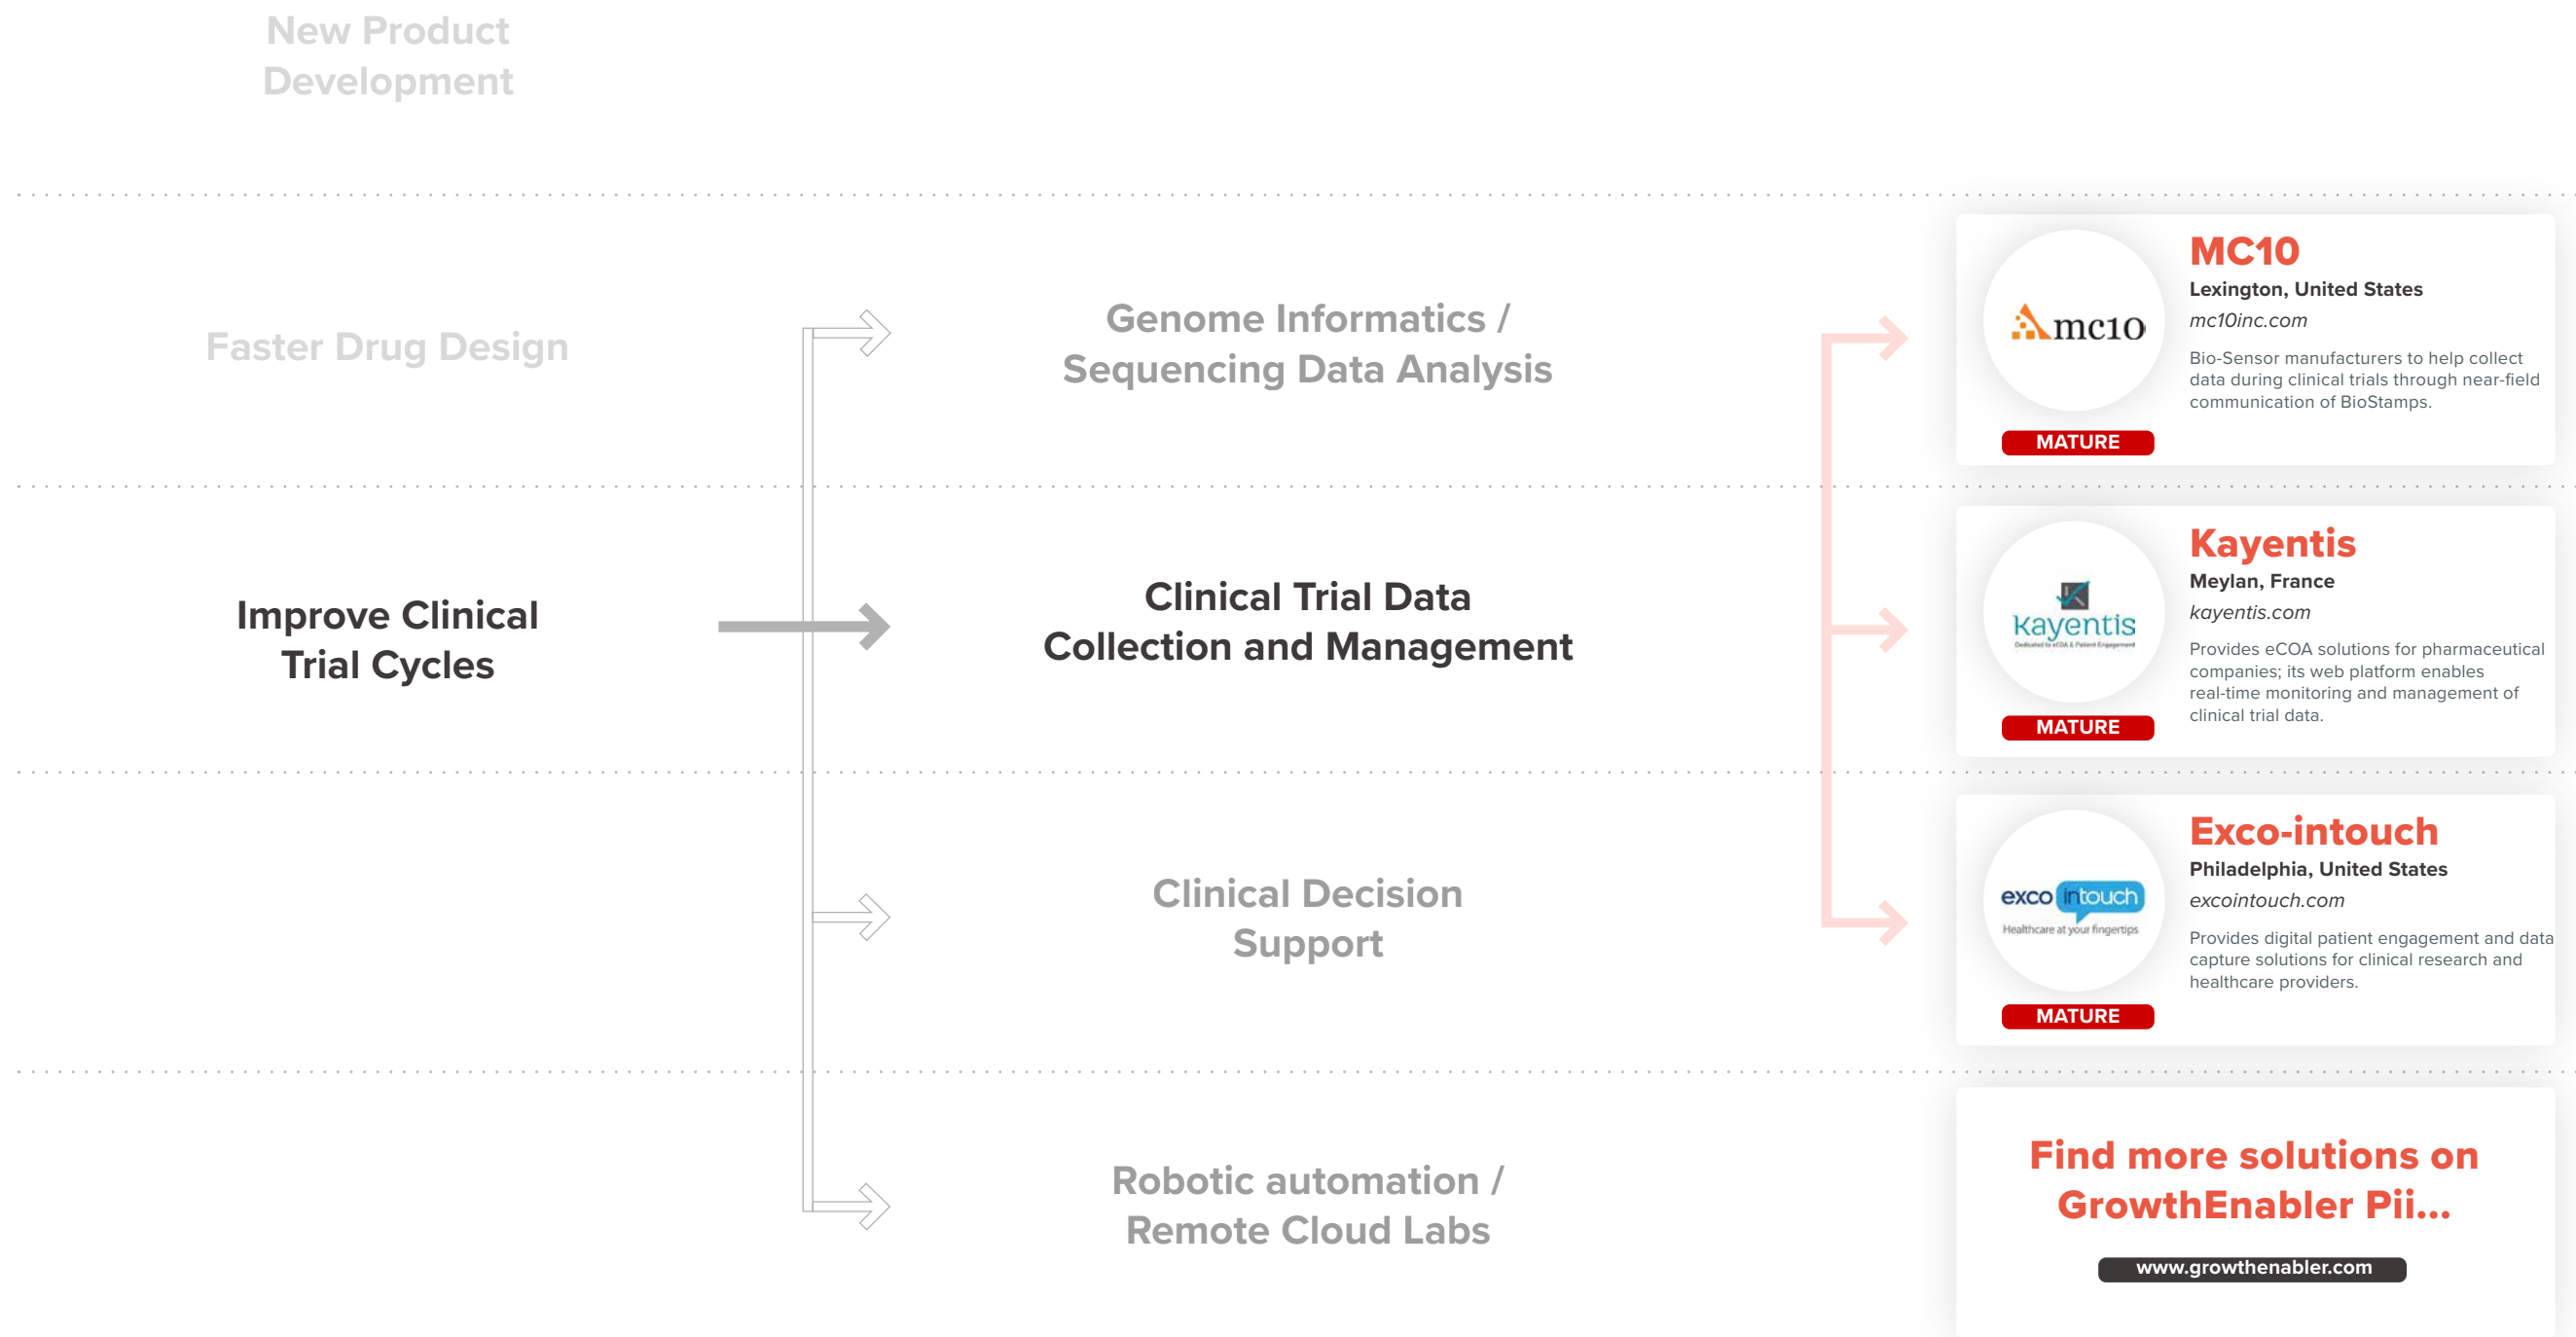 New Product
Development
Faster Drug Design
Improve Clinical
Trial Cycles
Genome Informatics /
Sequencing Data Analysis
Clinical Trial Data
Collection and Management
Clinical Decision
Support
Robotic automation /
Remote Cloud Labs
mc10
MATURE
MC10
Lexington, United States
mc10inc.com
Bio-Sensor manufacturers to help collect
data during clinical trials through near-field
communication of BioStamps.
kayentis
Dedicated to eCOA & Patient Engagement
MATURE
Kayentis
Meylan, France
kayentis.com
Provides eCOA solutions for pharmaceutical
companies; its web platform enables
real-time monitoring and management of
clinical trial data.
exco intouch
Healthcare at your fingertips
MATURE
Exco-intouch
Philadelphia, United States
excointouch.com
Provides digital patient engagement and data
capture solutions for clinical research and
healthcare providers.
Find more solutions on
GrowthEnabler Pii...
www.growthenabler.com